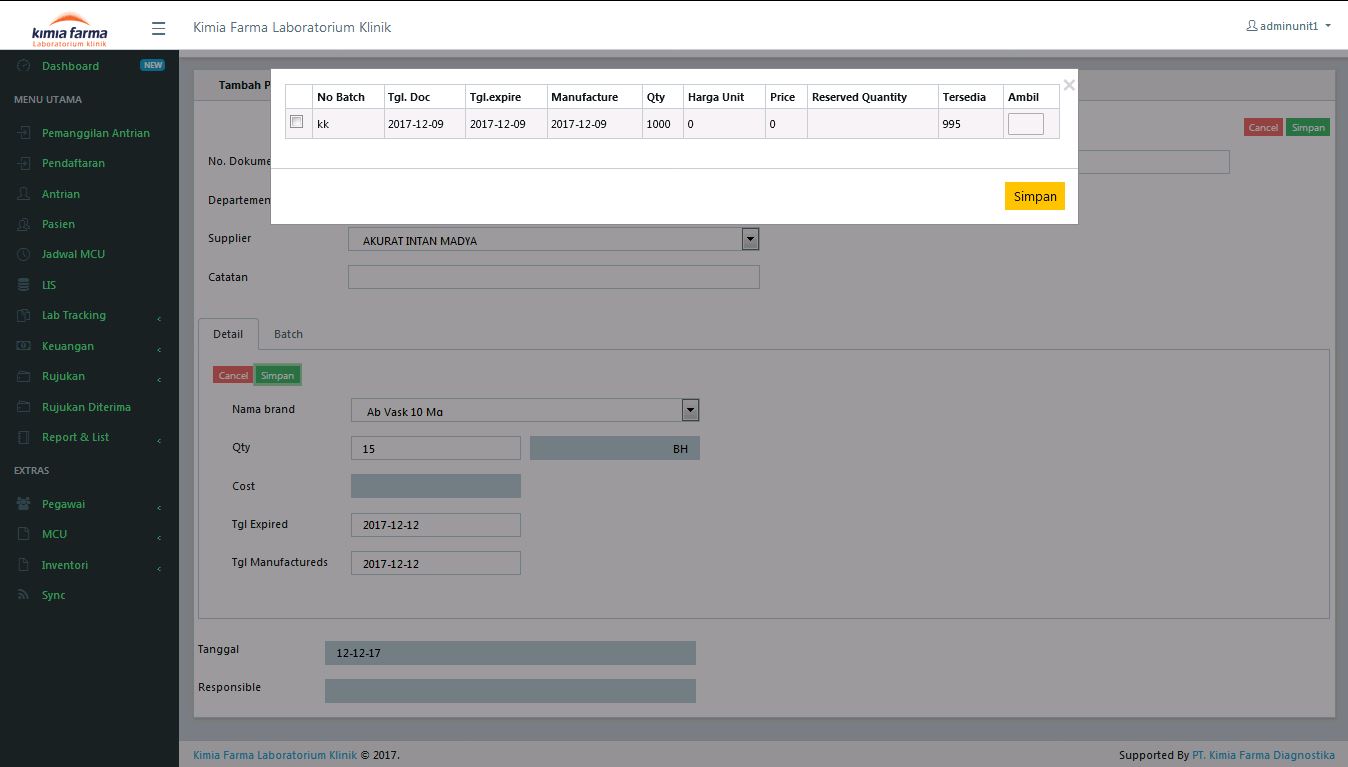 kimia farma
Laboratorium klinik
Kimia Farma Laboratorium Klinik
adminunit1
Dashboard NEW
MENU UTAMA
Pemanggilan Antrian
Pendaftaran
Antrian
Pasien
Jadwal MCU
LIS
Lab Tracking
Keuangan
Rujukan
Rujukan Diterima
Report & List
EXTRAS
Pegawai
MCU
Inventori
Sync
Tambah P
No Batch Tgl. Doc Tgl.expire Manufacture Qty Harga Unit Price Reserved Quantity Tersedia Ambil
kk 2017-12-09 2017-12-09 2017-12-09 1000 0 0 995
Simpan
Cancel Simpan
No. Dokume
Departemen
Supplier AKURAT INTAN MADYA
Catatan
Detail Batch
Cancel Simpan
Nama brand Ab Vask 10 Mg
Qty 15 BH
Cost
Tgl Expired 2017-12-12
Tgl Manufactureds 2017-12-12
Tanggal 12-12-17
Responsible
Kimia Farma Laboratorium Klinik © 2017.
Supported By PT. Kimia Farma Diagnostika